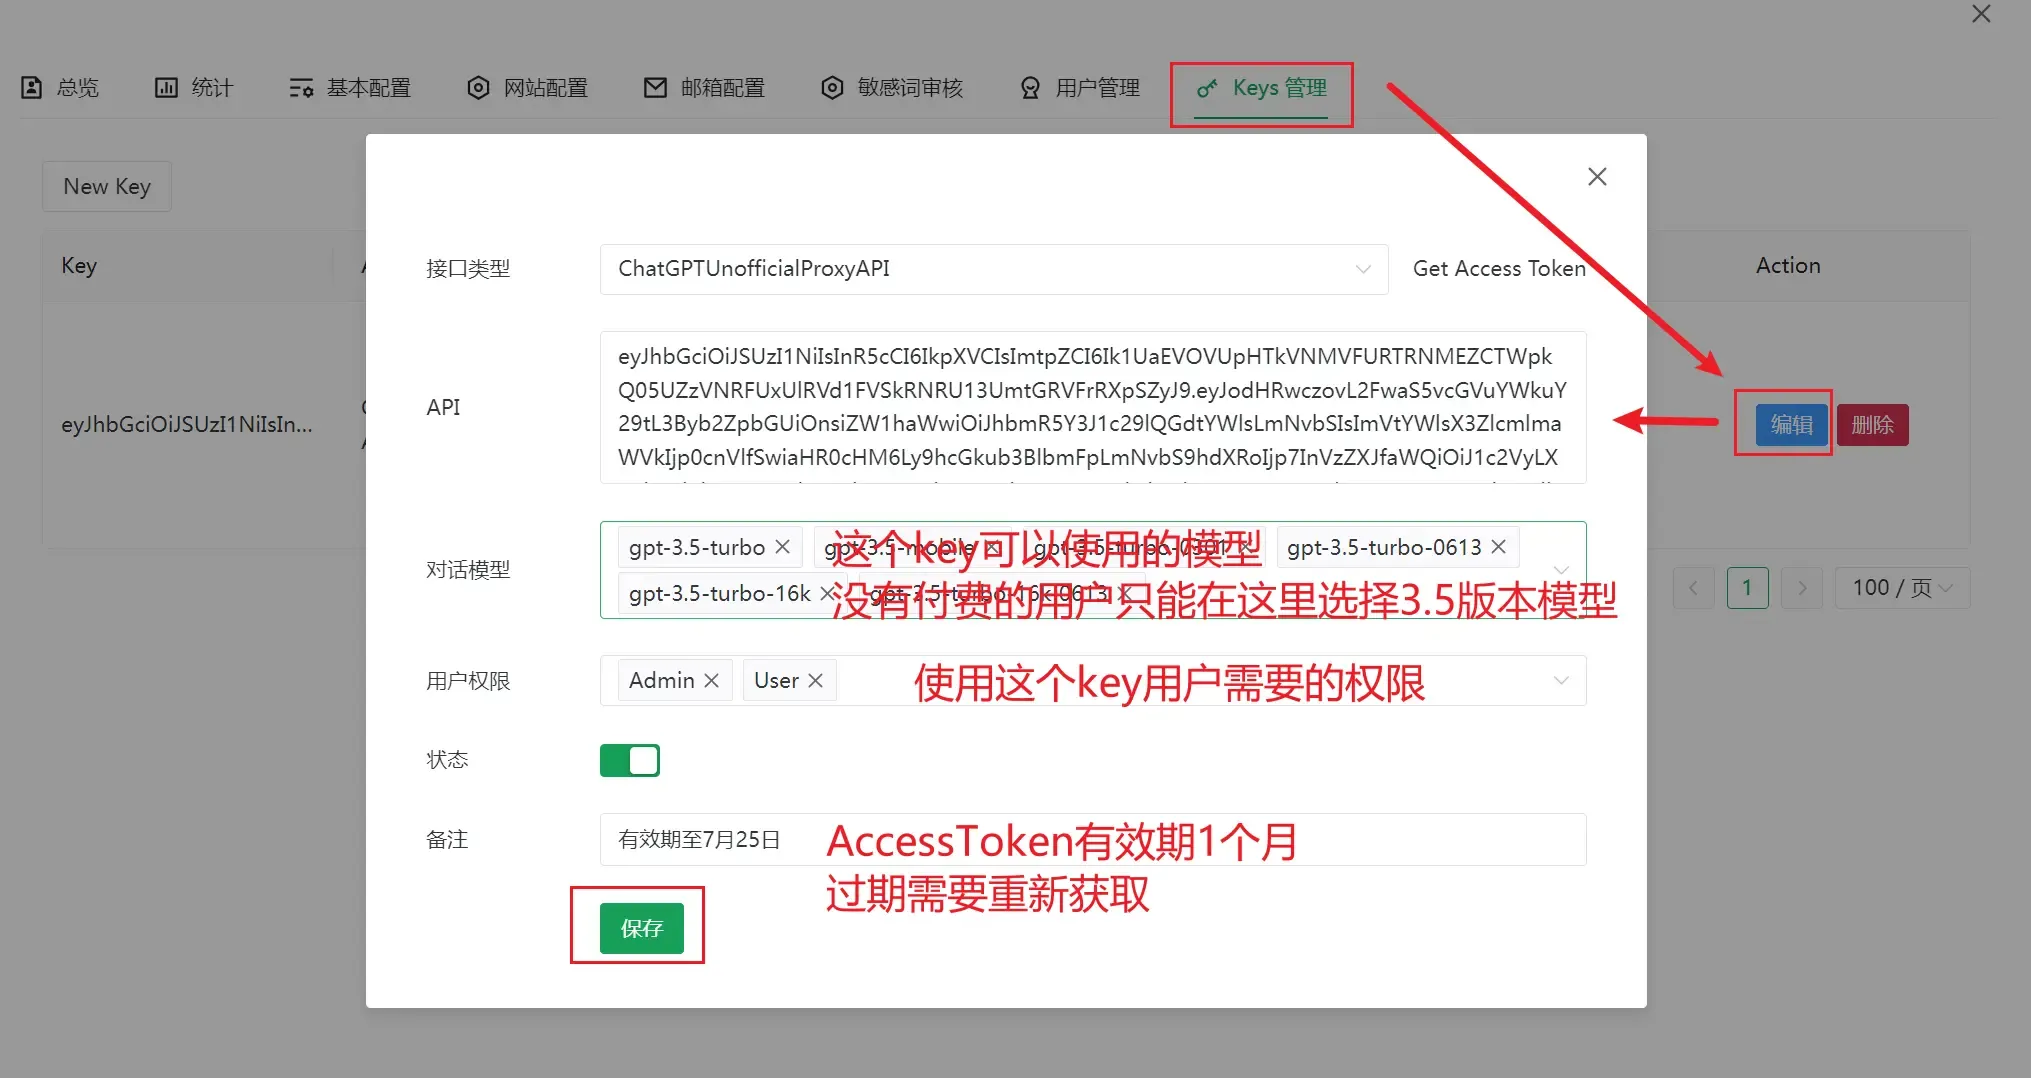 总览 统计 基本配置 网站配置 邮箱配置 敏感词审核 用户管理 Keys 管理
New Key
Key Action
接口类型 ChatGPTUnofficialProxyAPI Get Access Token
API
eyJhbGciOiJSUzI1NiIsInR5cCI6IkpXVCIsImtpZCI6Ik1UaEVOVUpHTkVNMVFURTRNMEZCTWpk
Q05UZzVNRFUxUlRVd1FVSkRNRU13UmtGRVFrRXpSZyJ9.eyJodHRwczovL2FwaS5vcGVuYWkuY
29tL3Byb2ZpbGUiOnsiZW1haWwiOiJhbmR5Y3J1c29lQGdtYWlsLmNvbSIsImVtYWlsX3Zlcmlma
WVkIjp0cnVlfSwiaHR0cHM6Ly9hcGkub3BlbmFpLmNvbS9hdXRoIjp7InVzZXJfaWQiOiJ1c2VyLX
eyJhbGciOiJSUzI1NiIsIn...
编辑 删除
对话模型
gpt-3.5-turbo gpt-3.5-mobile gpt-3.5-turbo-0301 gpt-3.5-turbo-0613
这个key可以使用的模型
gpt-3.5-turbo-16k gpt-3.5-turbo-16k-0613
没有付费的用户只能在这里选择3.5版本模型
1 100 / 页
用户权限 Admin User 使用这个key用户需要的权限
状态
备注 有效期至7月25日 AccessToken有效期1个月
过期需要重新获取
保存